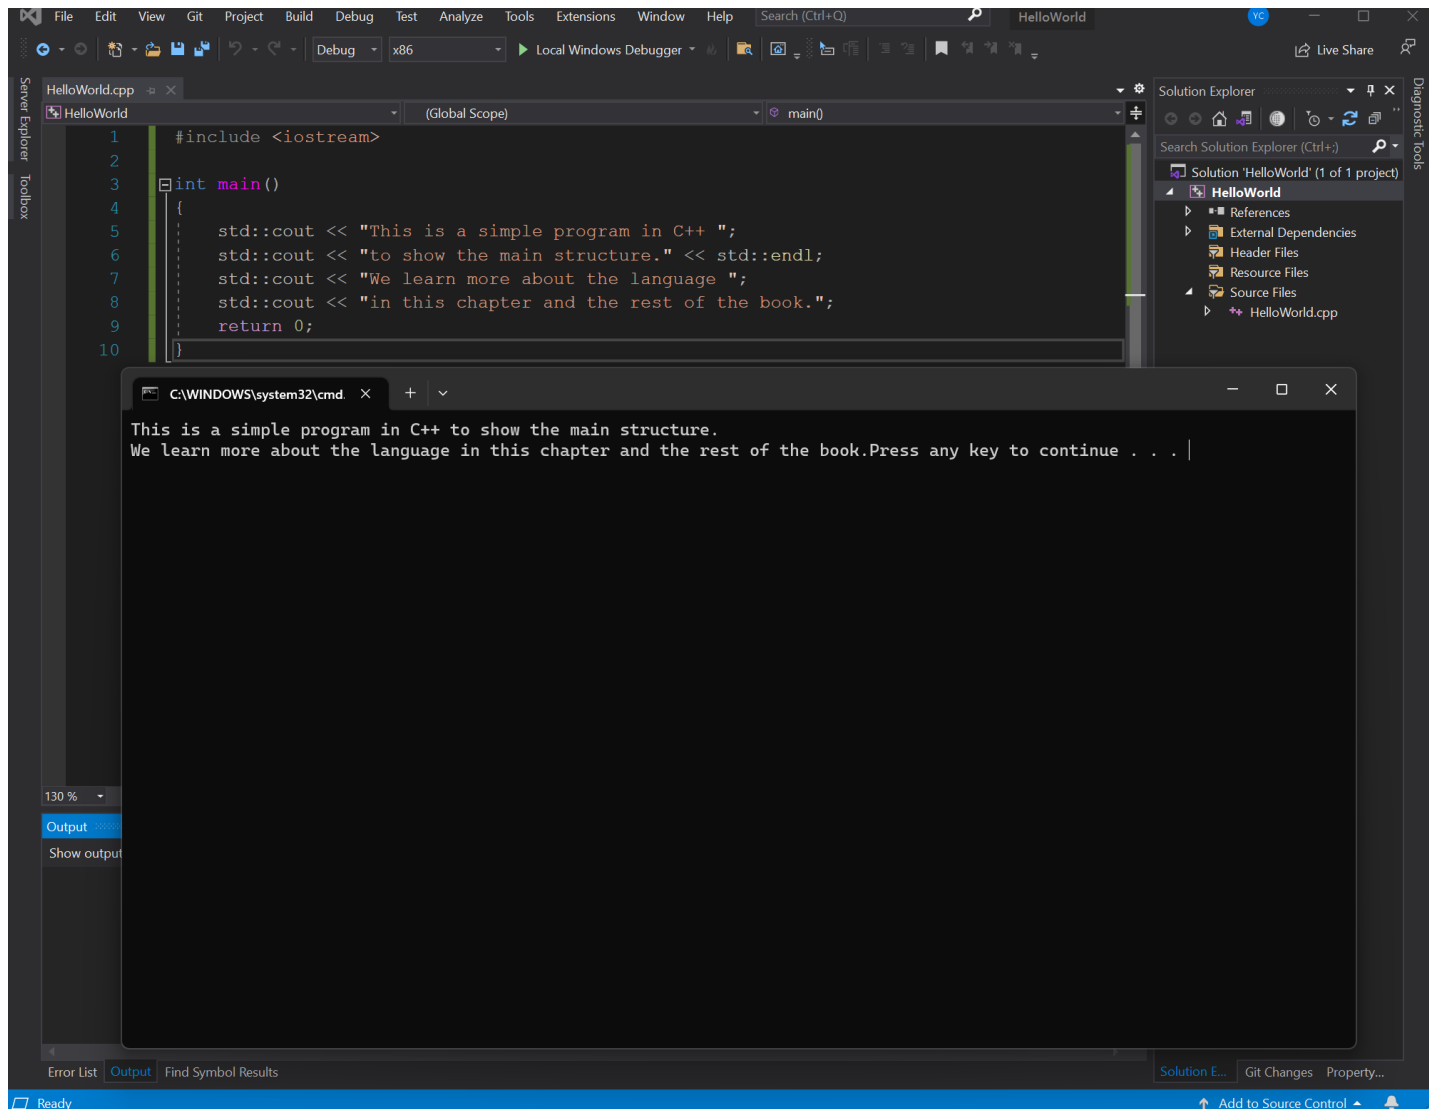 File Edit View Git Project Build Debug Test Analyze Tools Extensions Window Help Search (Ctrl+Q) HelloWorld YC
Debug x86 Local Windows Debugger Live Share
Server Explorer
Toolbox
HelloWorld.cpp
HelloWorld (Global Scope) main()
1 #include <iostream>
2
3 int main()
4 {
5 std::cout << "This is a simple program in C++ ";
6 std::cout << "to show the main structure." << std::endl;
7 std::cout << "We learn more about the language ";
8 std::cout << "in this chapter and the rest of the book.";
9 return 0;
10 }
Solution Explorer
Search Solution Explorer (Ctrl+;)
Solution 'HelloWorld' (1 of 1 project)
HelloWorld
References
External Dependencies
Header Files
Resource Files
Source Files
HelloWorld.cpp
Diagnostic Tools
C:\WINDOWS\system32\cmd.
This is a simple program in C++ to show the main structure.
We learn more about the language in this chapter and the rest of the book.Press any key to continue . . .
130 %
Output
Show output
Error List Output Find Symbol Results
Solution E... Git Changes Property...
Ready Add to Source Control